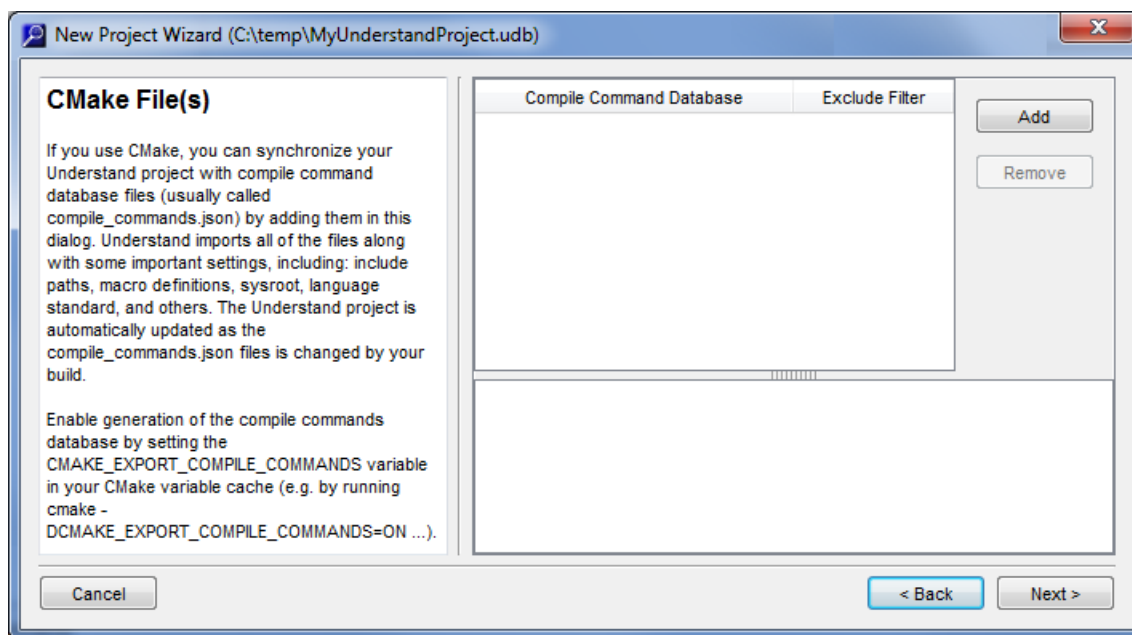 New Project Wizard (C:\temp\MyUnderstandProject.udb)
X
CMake File(s)
If you use CMake, you can synchronize your
Understand project with compile command
database files (usually called
compile_commands.json) by adding them in this
dialog. Understand imports all of the files along
with some important settings, including: include
paths, macro definitions, sysroot, language
standard, and others. The Understand project is
automatically updated as the
compile_commands.json files is changed by your
build.
Enable generation of the compile commands
database by setting the
CMAKE_EXPORT_COMPILE_COMMANDS variable
in your CMake variable cache (e.g. by running
cmake -
DCMAKE_EXPORT_COMPILE_COMMANDS=ON ...).
Compile Command Database Exclude Filter
Add
Remove
Cancel
< Back
Next >